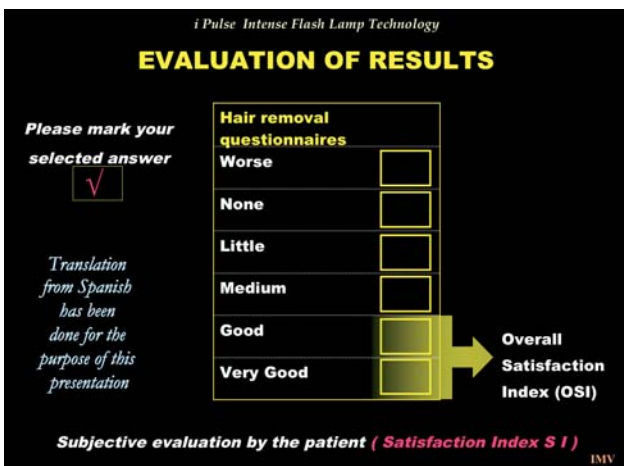 i Pulse Intense Flash Lamp Technology
EVALUATION OF RESULTS
Please mark your
selected answer
√
Translation
from Spanish
has been
done for the
purpose of this
presentation
Hair removal
questionnaires
Worse
None
Little
Medium
Good
Very Good
Overall
Satisfaction
Index (OSI)
Subjective evaluation by the patient ( Satisfaction Index S I )
IMV